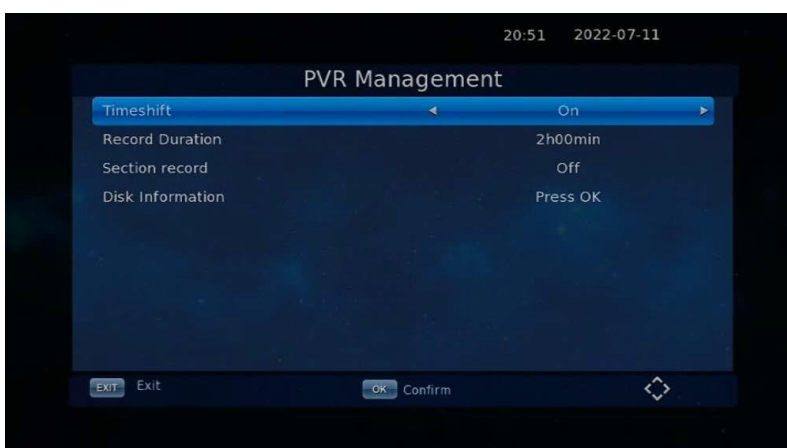 20:51 2022-07-11
PVR Management
Timeshift On
Record Duration 2h00min
Section record Off
Disk Information Press OK
EXIT Exit OK Confirm